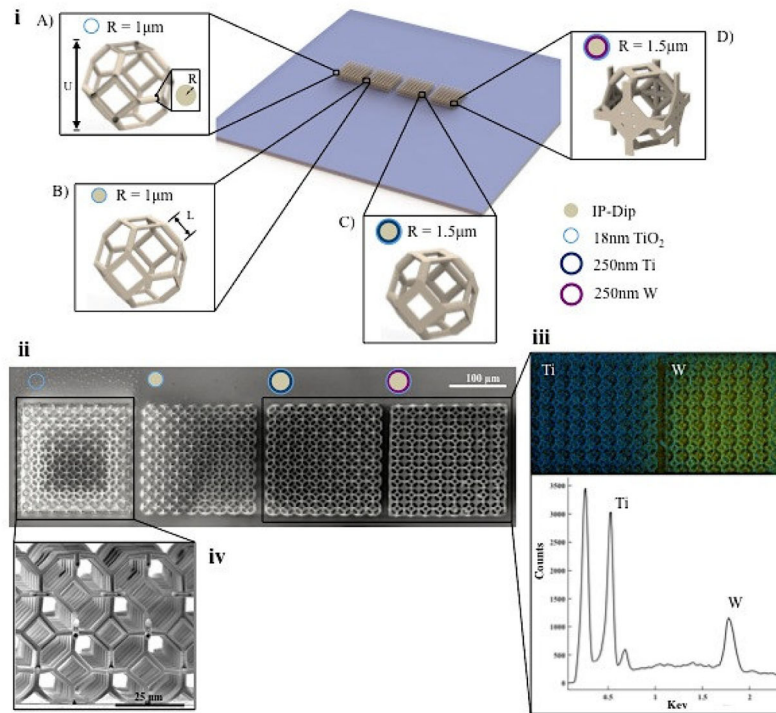 i
A)
R = 1μm
U
R
B)
R = 1μm
L
C)
R = 1.5μm
D)
R = 1.5μm
IP-Dip
18nm TiO₂
250nm Ti
250nm W
ii
100 μm
iii
Ti
W
3500
3000
2500
2000
1500
1000
500
0
Counts
Ti
W
0.5
1
1.5
2
Kev
iv
25 μm